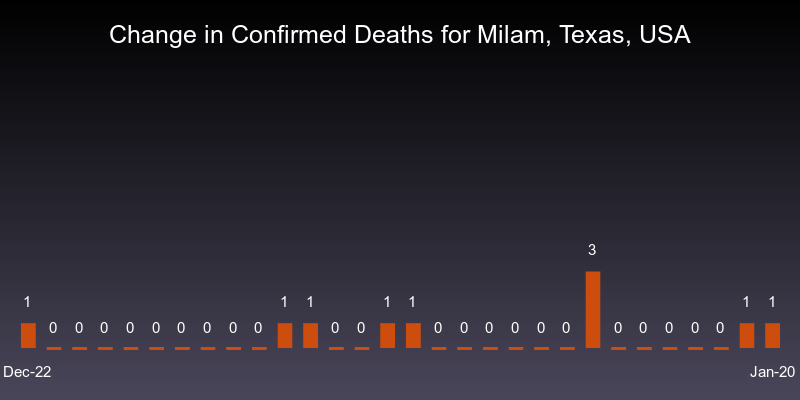 Change in Confirmed Deaths for Milam, Texas, USA
3
1 1 1 1 1 1 1
0 0 0 0 0 0 0 0 0 0 0 0 0 0 0 0 0 0 0 0 0 0
Dec-22 Jan-20